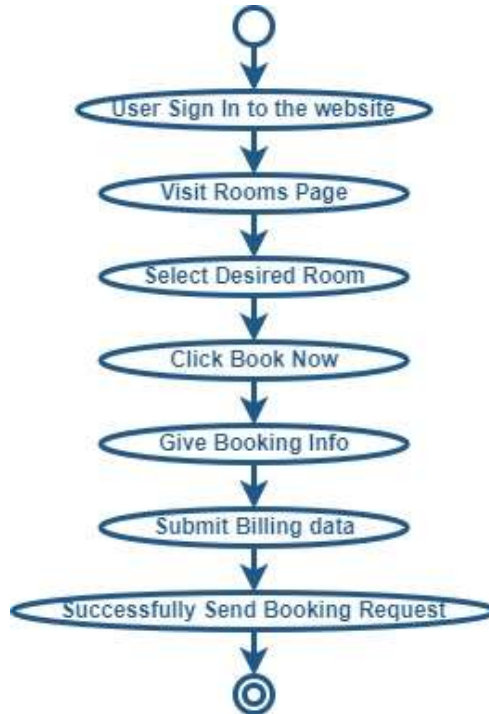 User Sign In to the website
Visit Rooms Page
Select Desired Room
Click Book Now
Give Booking Info
Submit Billing data
Successfully Send Booking Request